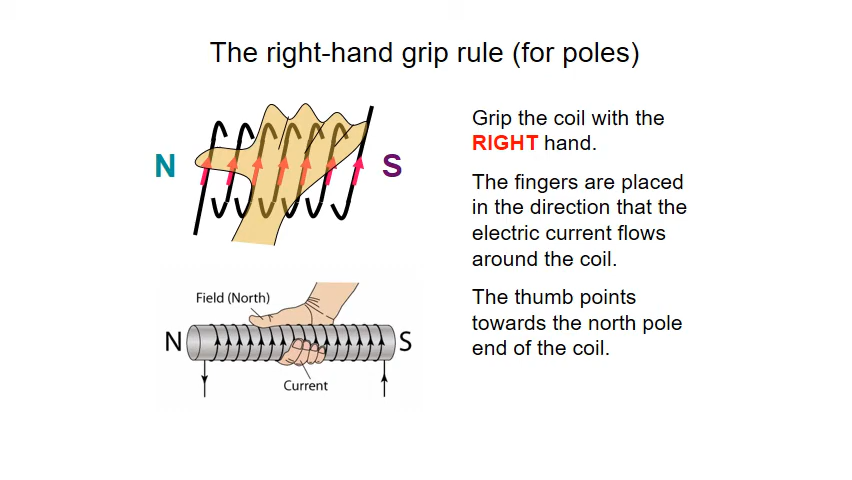 The right-hand grip rule (for poles)
N
S
Grip the coil with the
RIGHT hand.
The fingers are placed
in the direction that the
electric current flows
around the coil.
The thumb points
towards the north pole
end of the coil.
Field (North)
N
S
Current